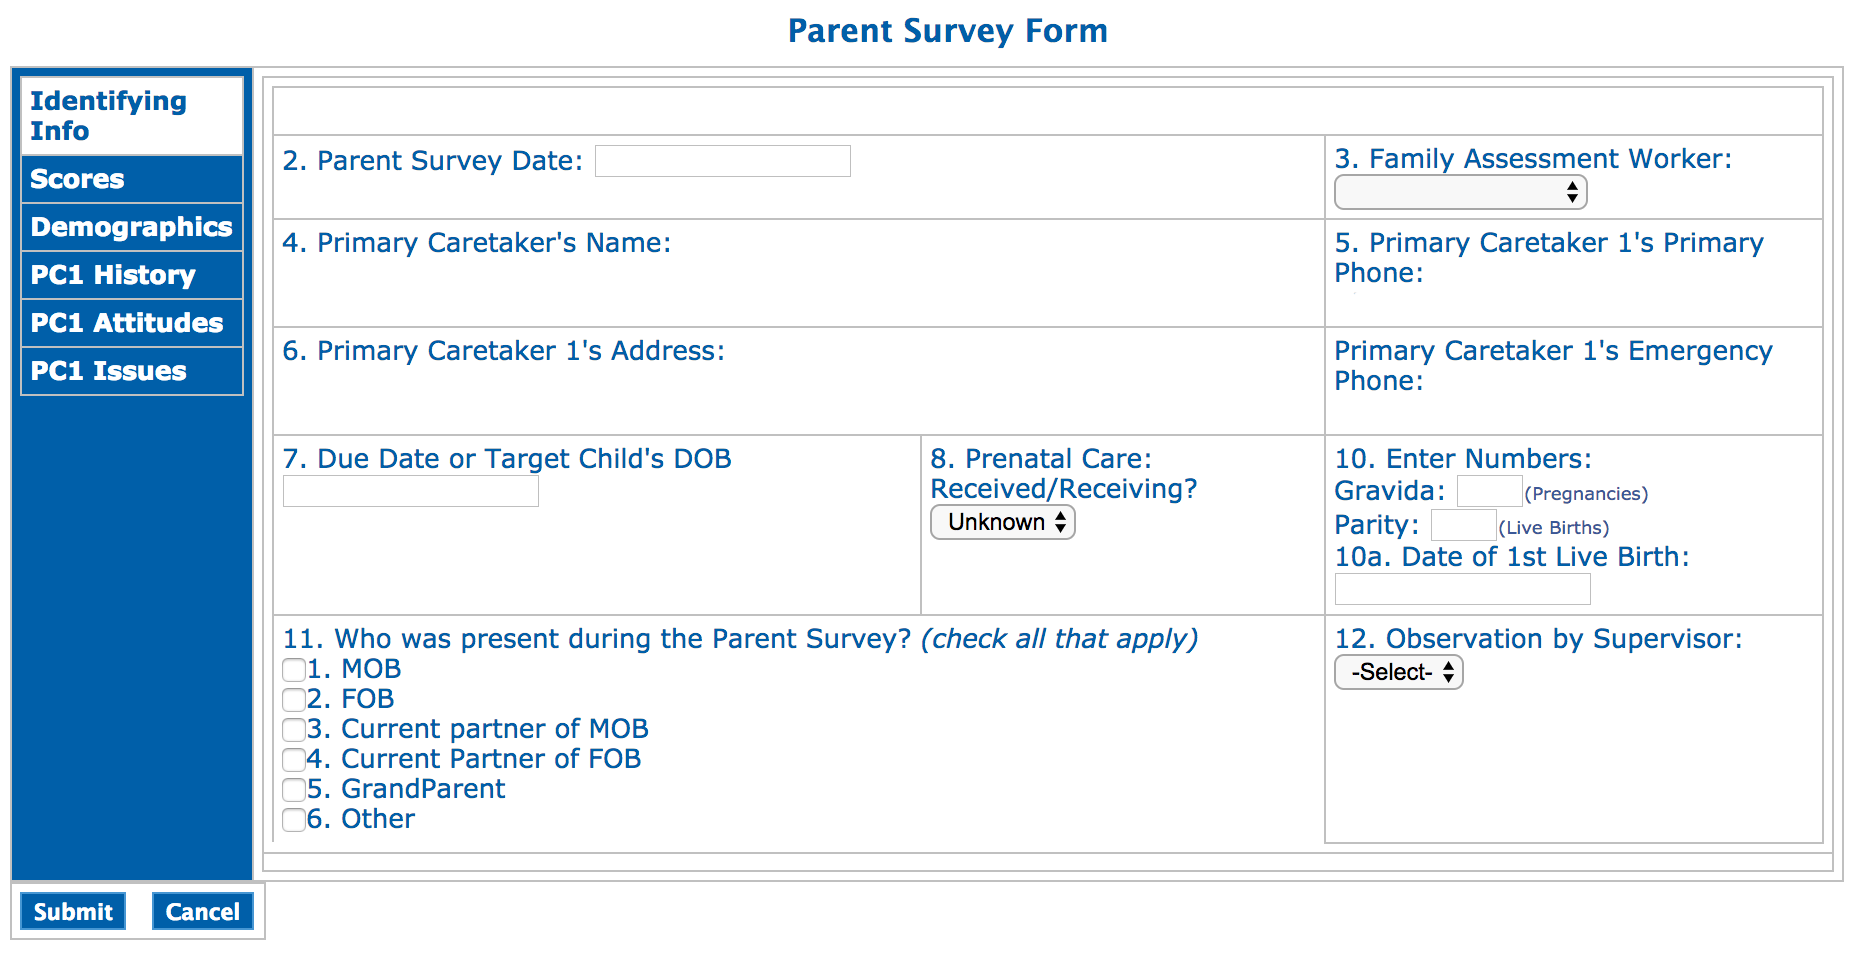 Parent Survey Form
Identifying
Info
Scores
Demographics
PC1 History
PC1 Attitudes
PC1 Issues
2. Parent Survey Date:
3. Family Assessment Worker:
4. Primary Caretaker's Name:
5. Primary Caretaker 1's Primary
Phone:
6. Primary Caretaker 1's Address:
Primary Caretaker 1's Emergency
Phone:
7. Due Date or Target Child's DOB
8. Prenatal Care:
Received/Receiving?
Unknown
10. Enter Numbers:
Gravida: (Pregnancies)
Parity: (Live Births)
10a. Date of 1st Live Birth:
11. Who was present during the Parent Survey? (check all that apply)
1. MOB
2. FOB
3. Current partner of MOB
4. Current Partner of FOB
5. GrandParent
6. Other
12. Observation by Supervisor:
-Select-
Submit
Cancel